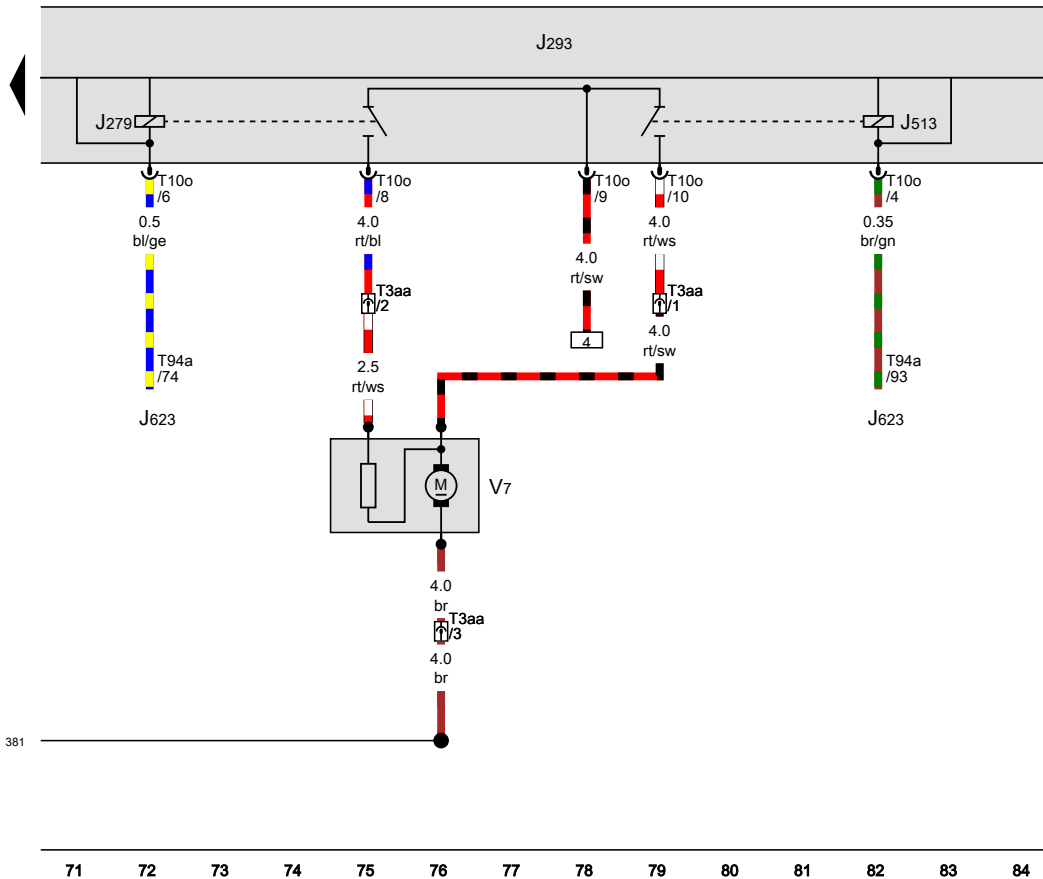 J293
J279
J513
T10o
/6
T10o
/8
T10o
/9
T10o
/10
T10o
/4
0.5
bl/ge
4.0
rt/bl
4.0
rt/sw
4.0
rt/ws
0.35
br/gn
T3aa
/2
T3aa
/1
2.5
rt/ws
4
4.0
rt/sw
T94a
/74
T94a
/93
J623
J623
M
V7
4.0
br
T3aa
/3
4.0
br
381
71 72 73 74 75 76 77 78 79 80 81 82 83 84